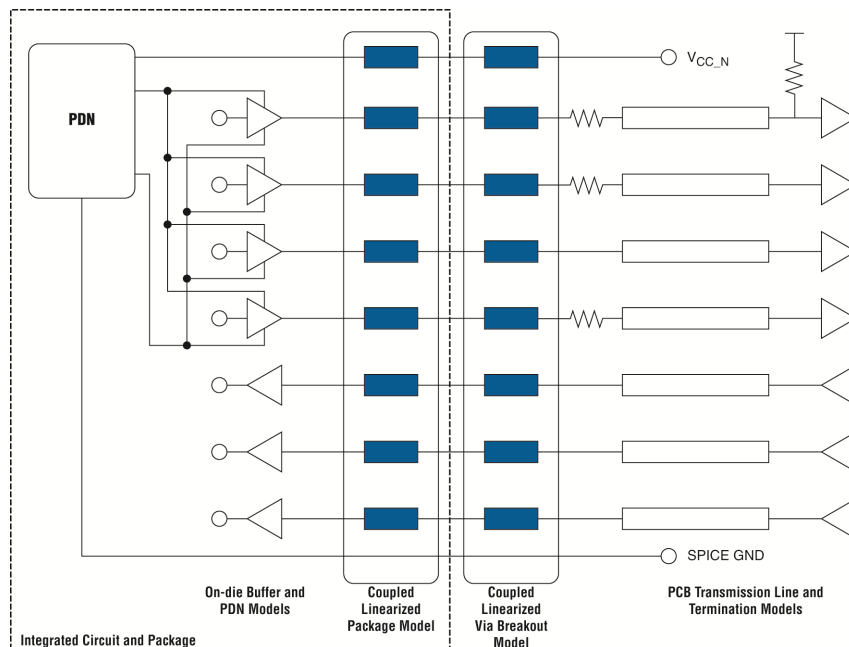 V_CC_N
PDN
SPICE GND
On-die Buffer and
PDN Models
Coupled
Linearized
Package Model
Coupled
Linearized
Via Breakout
Model
PCB Transmission Line and
Termination Models
Integrated Circuit and Package